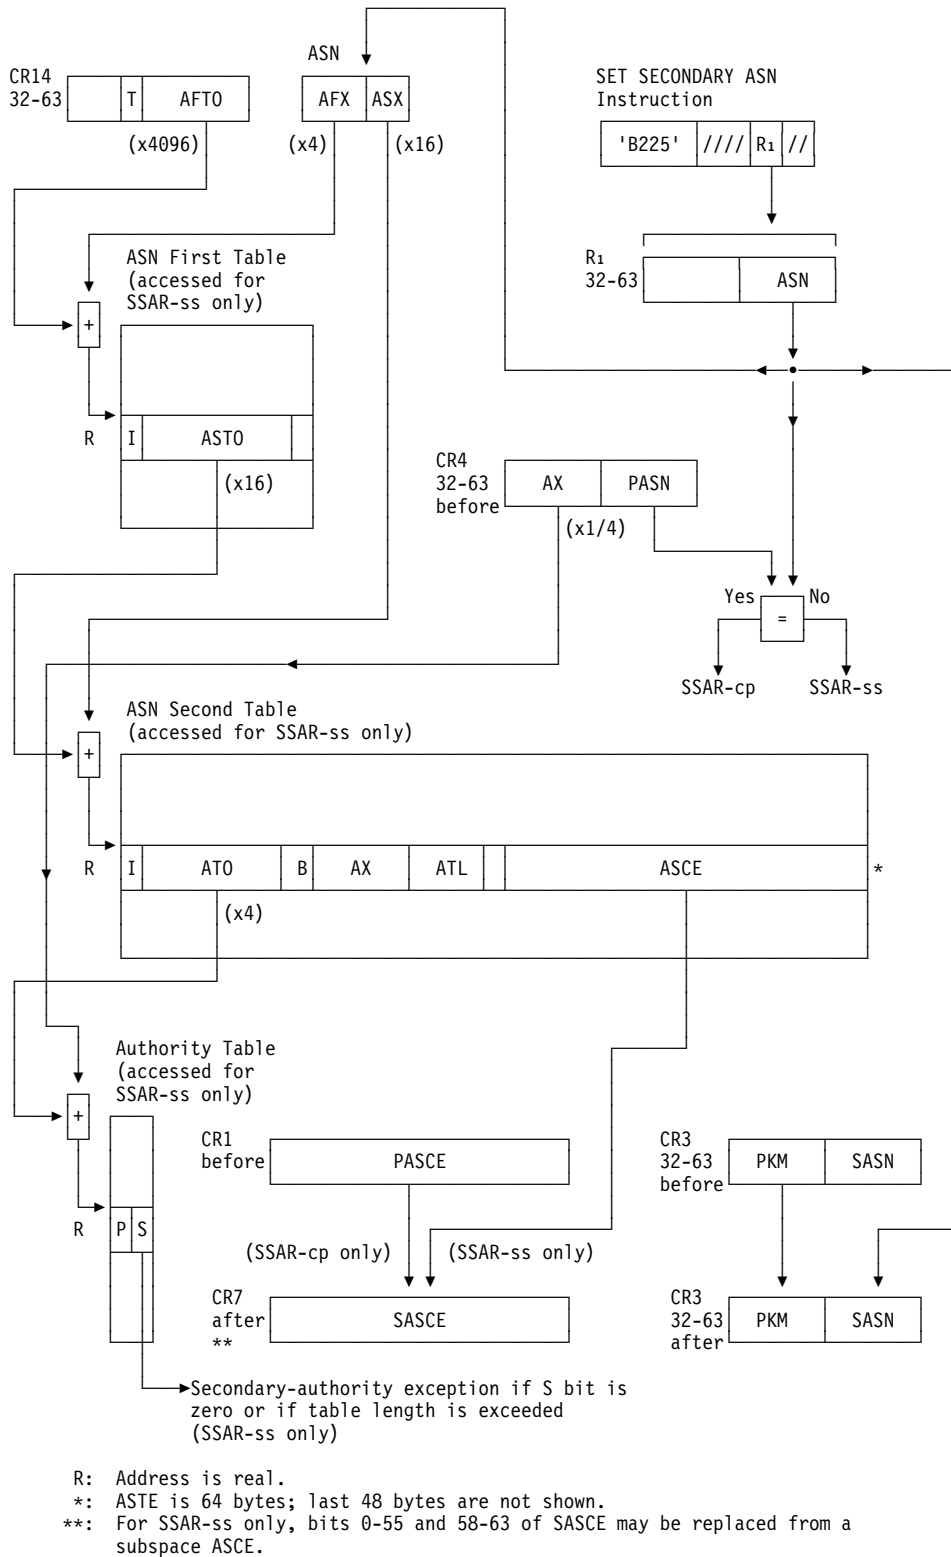 ASN
CR14
32-63
T
AFTO
AFX
ASX
SET SECONDARY ASN
Instruction
(x4096)
(x4)
(x16)
'B225'
////
R₁
//
ASN First Table
(accessed for
SSAR-ss only)
R₁
32-63
ASN
+
R
I
ASTO
(x16)
CR4
32-63
before
AX
PASN
(x1/4)
Yes
No
=
SSAR-cp
SSAR-ss
ASN Second Table
(accessed for SSAR-ss only)
+
R
I
ATO
B
AX
ATL
ASCE
*
(x4)
Authority Table
(accessed for
SSAR-ss only)
+
R
P
S
CR1
before
PASCE
CR3
32-63
before
PKM
SASN
(SSAR-cp only)
(SSAR-ss only)
CR7
after
**
SASCE
CR3
32-63
after
PKM
SASN
Secondary-authority exception if S bit is
zero or if table length is exceeded
(SSAR-ss only)
R: Address is real.
*: ASTE is 64 bytes; last 48 bytes are not shown.
**: For SSAR-ss only, bits 0-55 and 58-63 of SASCE may be replaced from a
subspace ASCE.